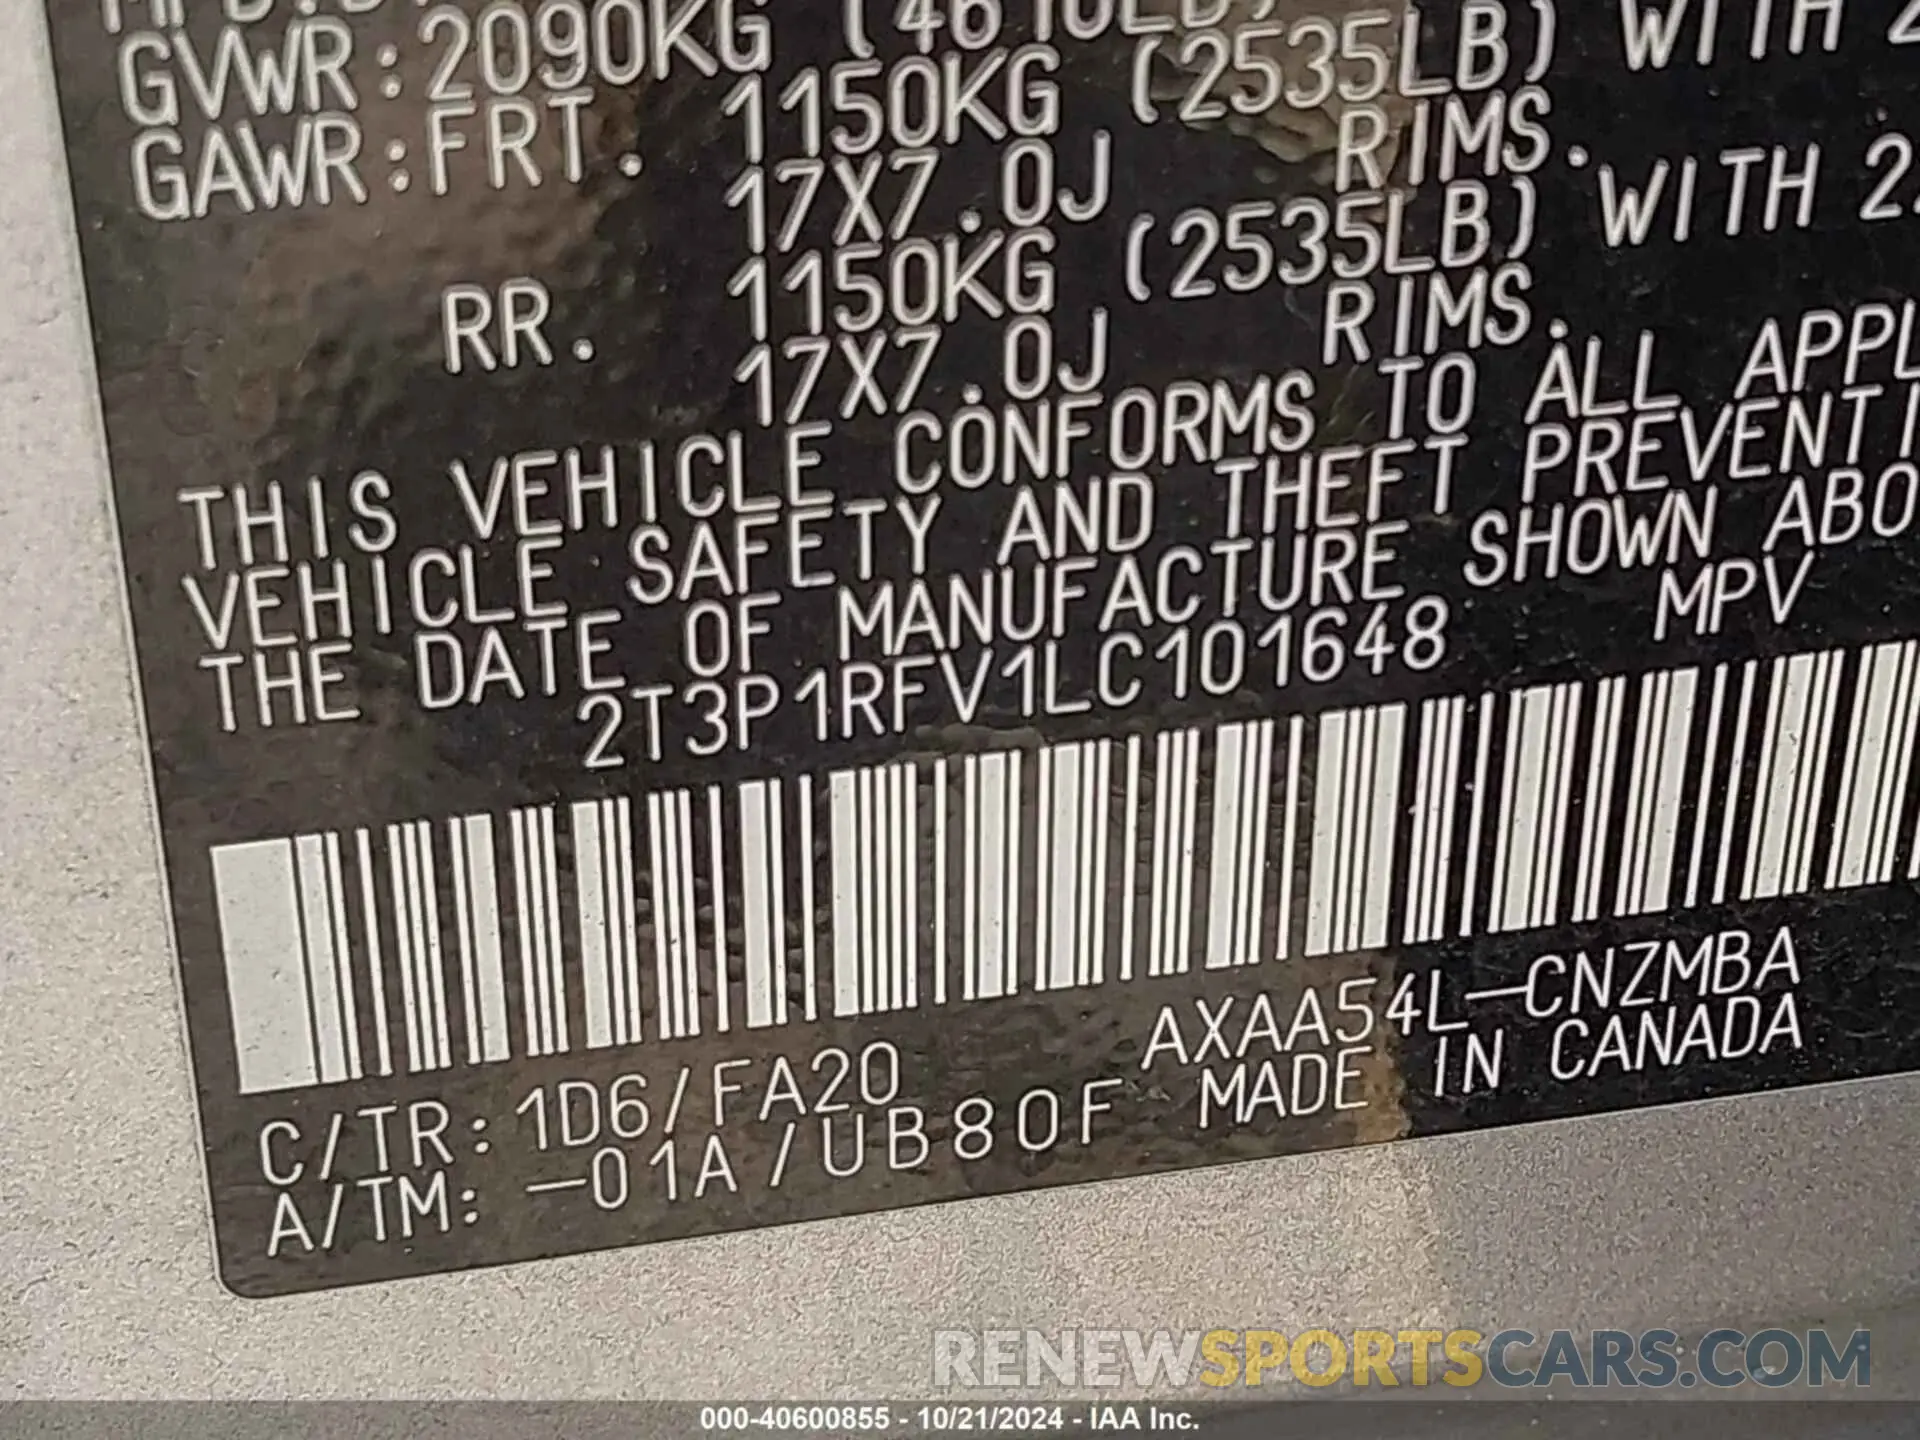 GVWR:2090KG (4610LB)
GAWR:FRT. 1150KG (2535LB) WITH
17X7.0J RIMS.
RR. 1150KG (2535LB) WITH
17X7.0J RIMS.
THIS VEHICLE CONFORMS TO ALL APPL
VEHICLE SAFETY AND THEFT PREVENTI
THE DATE OF MANUFACTURE SHOWN ABO
2T3P1RFV1LC101648 MPV
AXAA54L-CNZMBA
C/TR:1D6/FA20 MADE IN CANADA
A/TM:-01A/UB80F
RENEWSPORTSCARS.COM
000-40600855 - 10/21/2024 - IAA Inc.